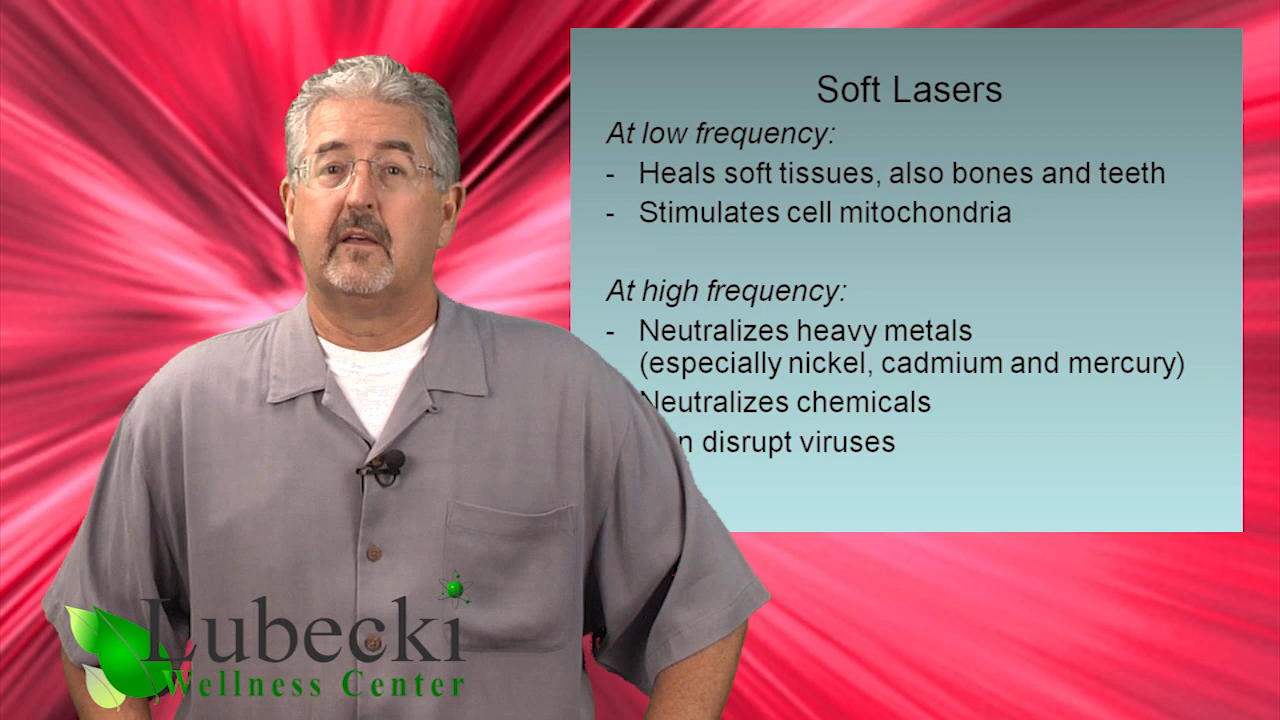 Soft Lasers
At low frequency:
- Heals soft tissues, also bones and teeth
- Stimulates cell mitochondria
At high frequency:
- Neutralizes heavy metals
(especially nickel, cadmium and mercury)
Neutralizes chemicals
disrupt viruses
Lubecki
Wellness Center